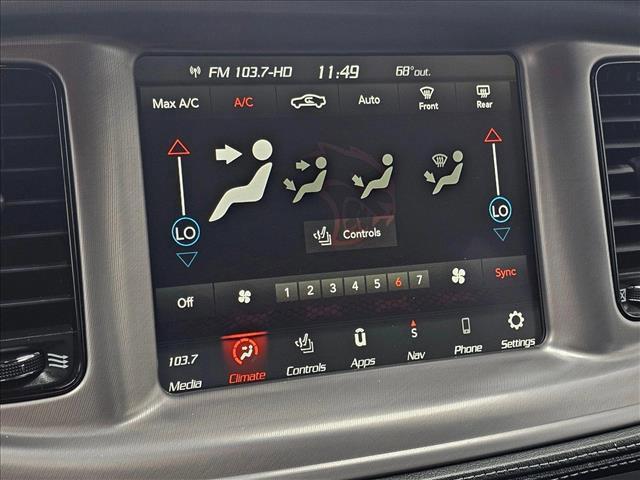 FM 103.7-HD 11:49 68°out.
Max A/C A/C Auto Front Rear
LO LO
Controls
Off 1 2 3 4 5 6 7 Sync
103.7 S
Media Climate Controls Apps Nav Phone Settings